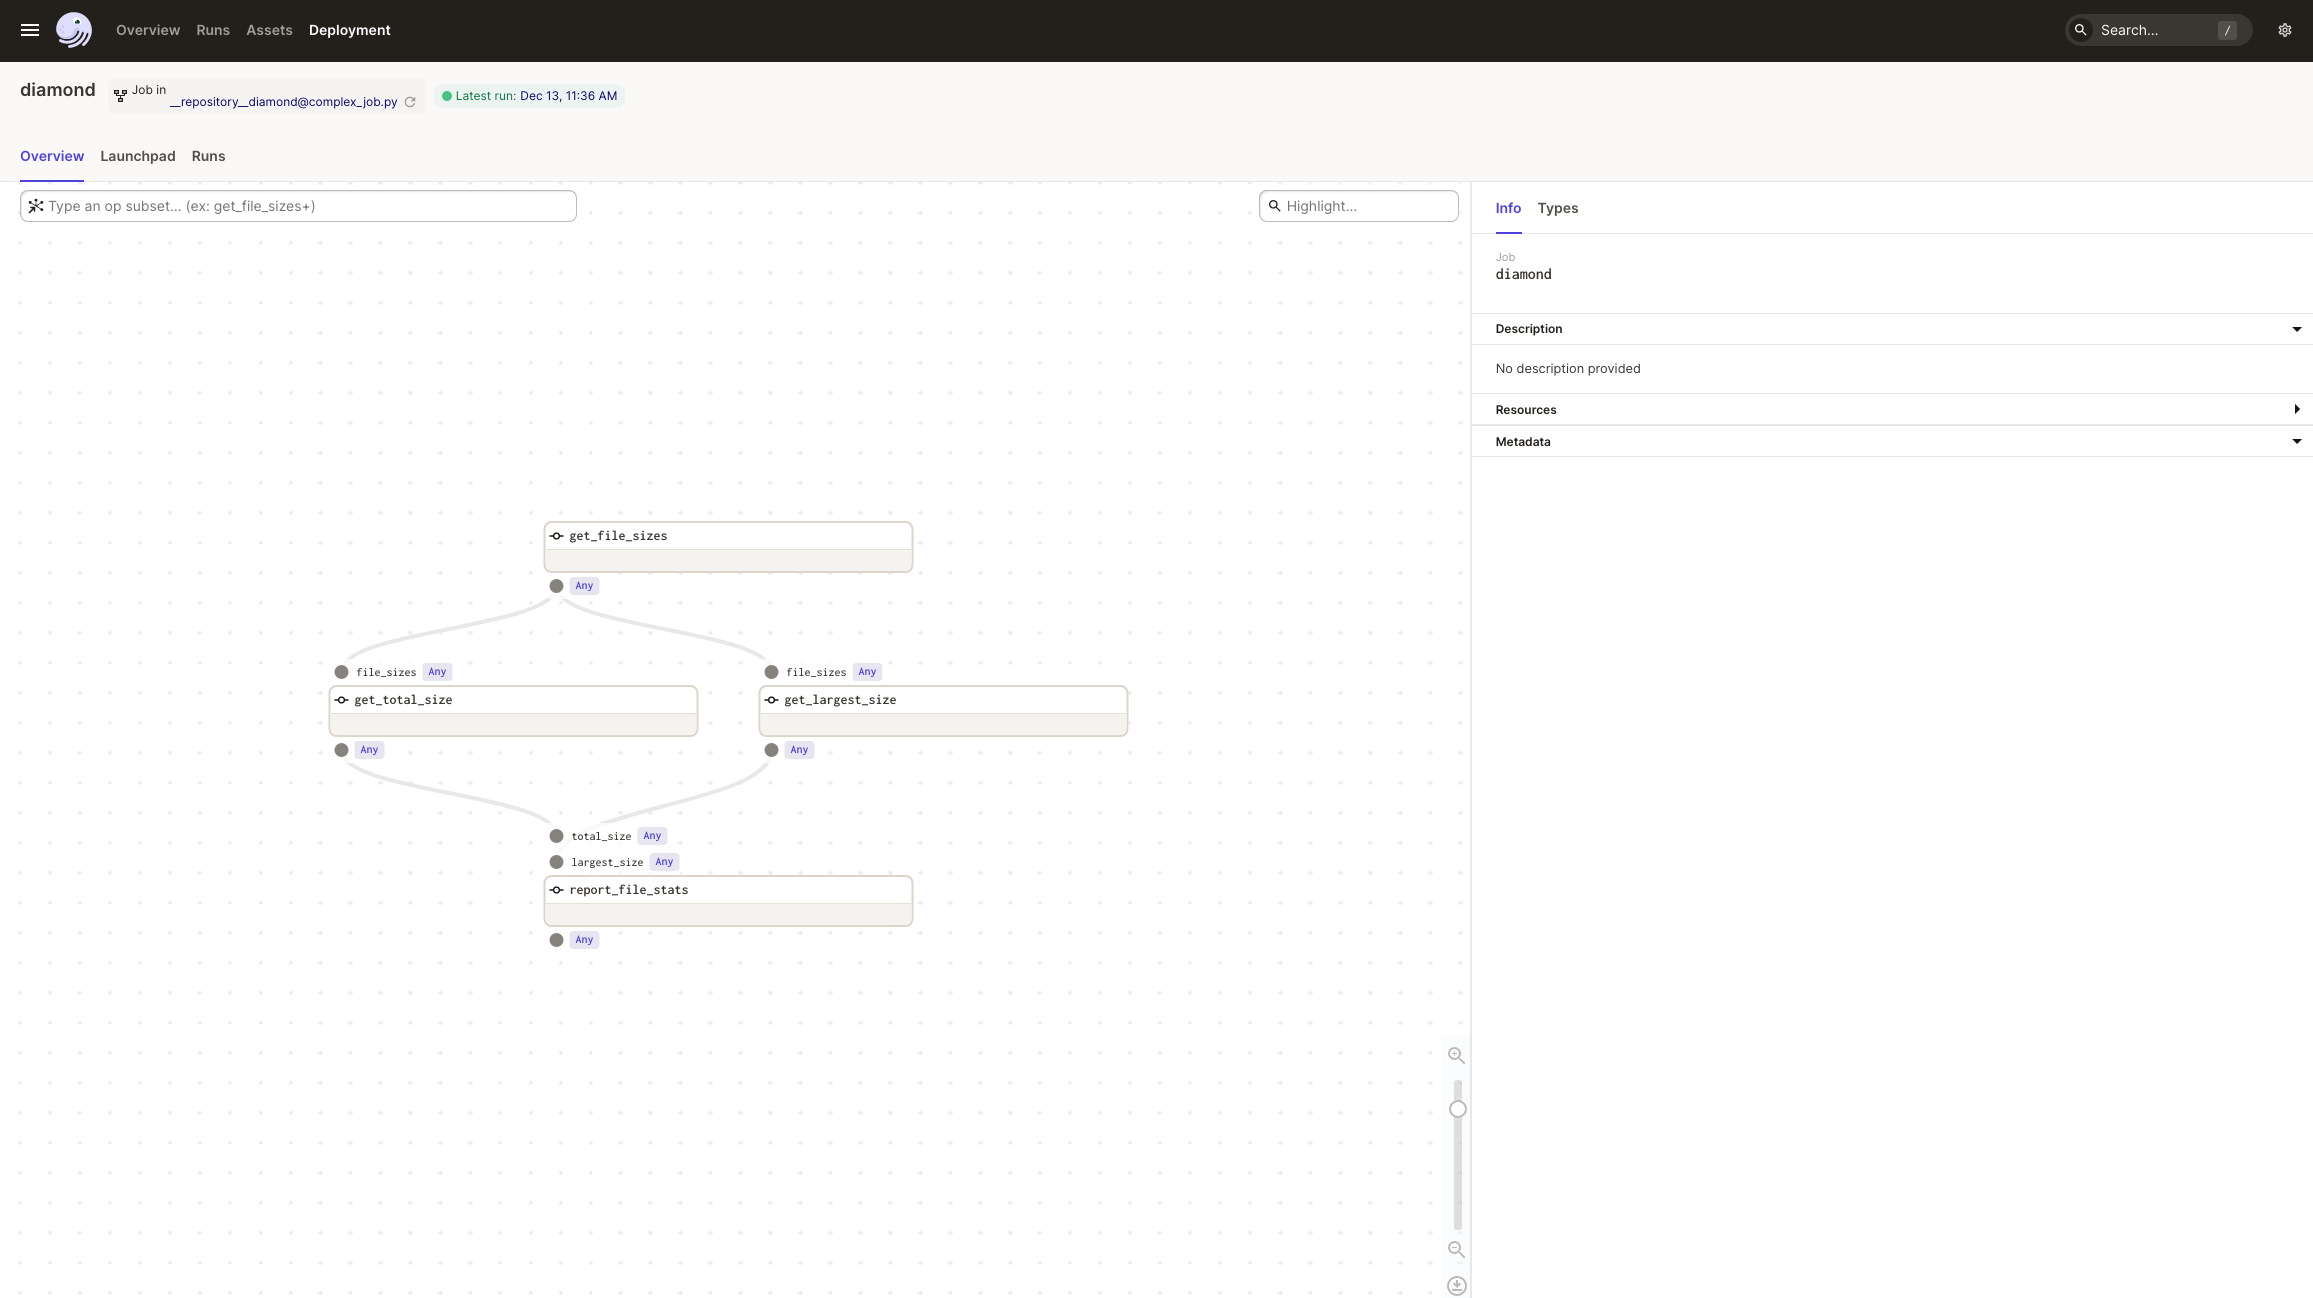 Overview Runs Assets Deployment Search... /
diamond Job in __repository__diamond@complex_job.py Latest run: Dec 13, 11:36 AM
Overview Launchpad Runs
Type an op subset... (ex: get_file_sizes+) Highlight...
Info Types
Job
diamond
Description
No description provided
Resources
Metadata
get_file_sizes
Any
file_sizes Any file_sizes Any
get_total_size get_largest_size
Any Any
total_size Any
largest_size Any
report_file_stats
Any